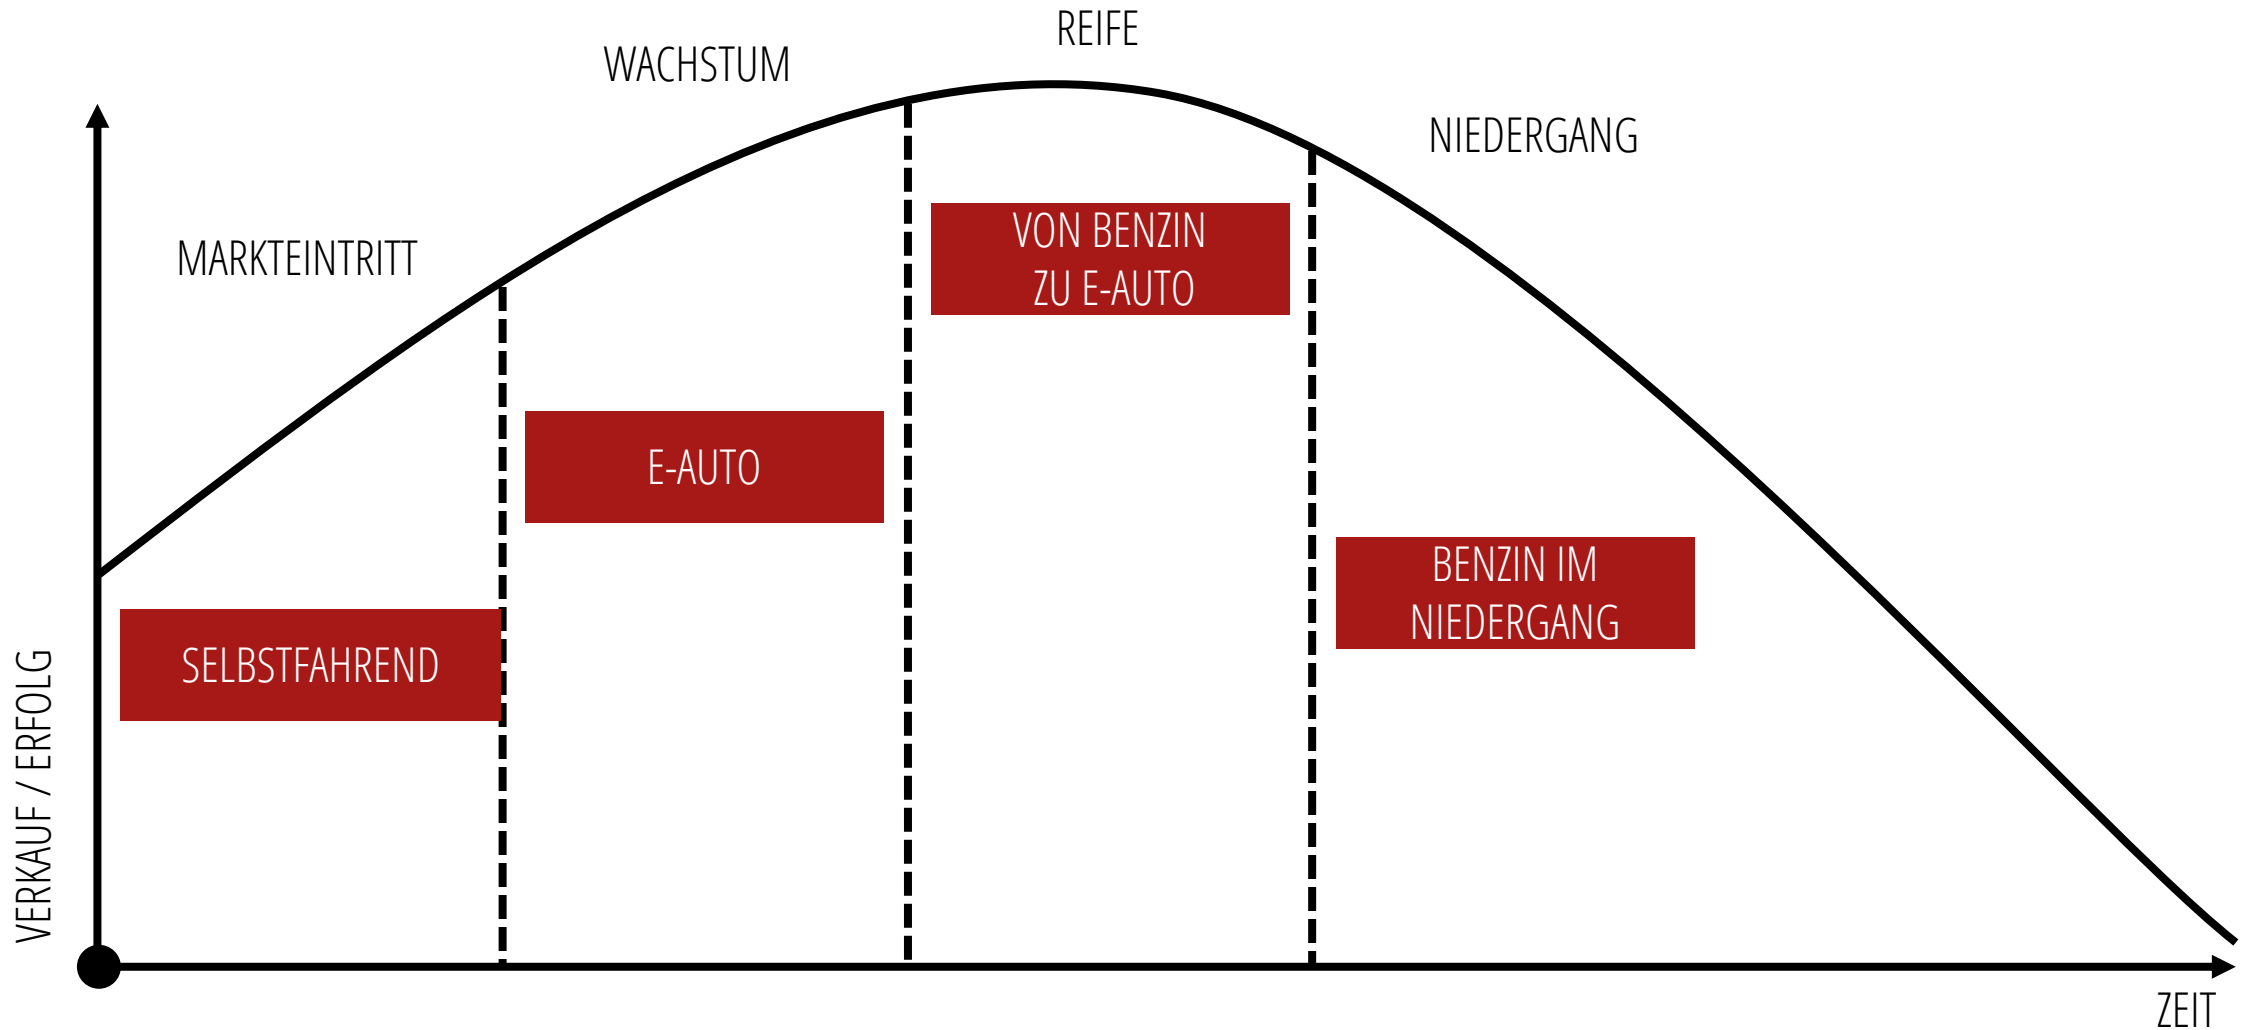 REIFE
WACHSTUM
NIEDERGANG
MARKTEINTRITT
VON BENZIN
ZU E-AUTO
E-AUTO
BENZIN IM
NIEDERGANG
SELBSTFAHREND
VERKAUF / ERFOLG
ZEIT